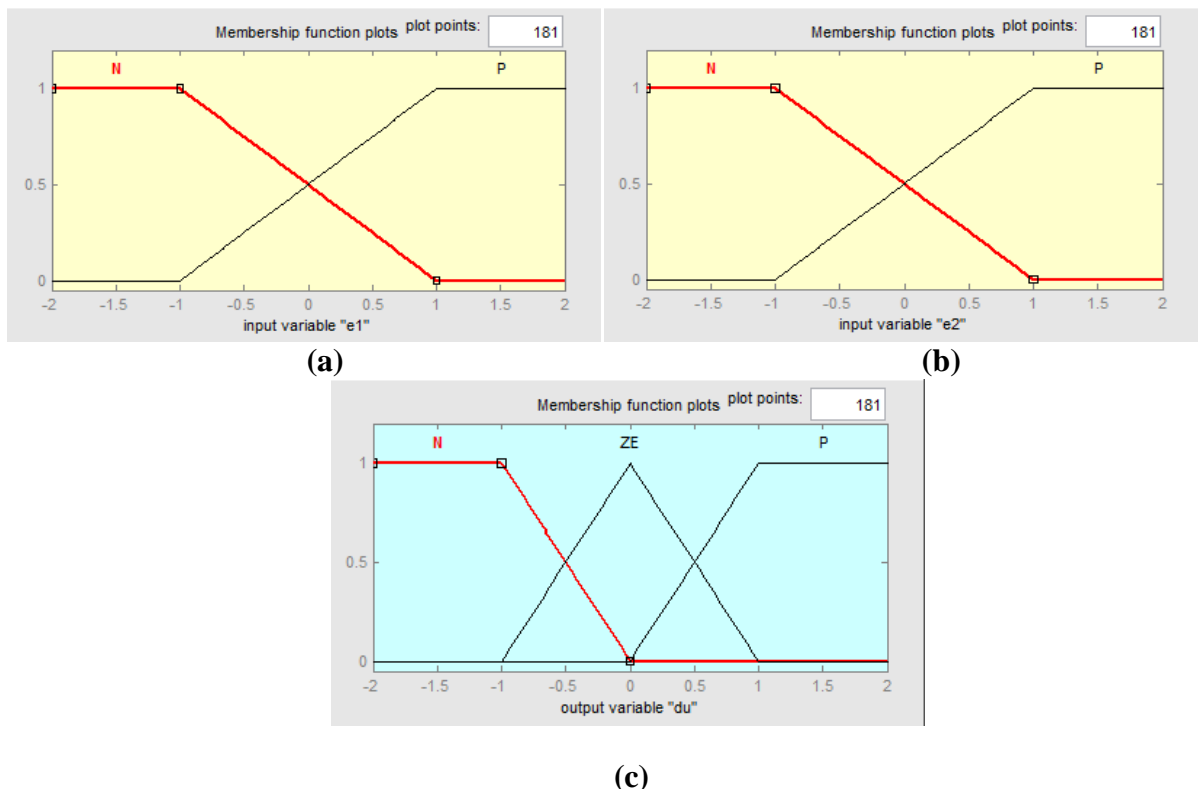 Membership function plots plot points: 181
N P
1
0.5
0
-2 -1.5 -1 -0.5 0 0.5 1 1.5 2
input variable "e1"
(a)
Membership function plots plot points: 181
N P
1
0.5
0
-2 -1.5 -1 -0.5 0 0.5 1 1.5 2
input variable "e2"
(b)
Membership function plots plot points: 181
N ZE P
1
0.5
0
-2 -1.5 -1 -0.5 0 0.5 1 1.5 2
output variable "du"
(c)